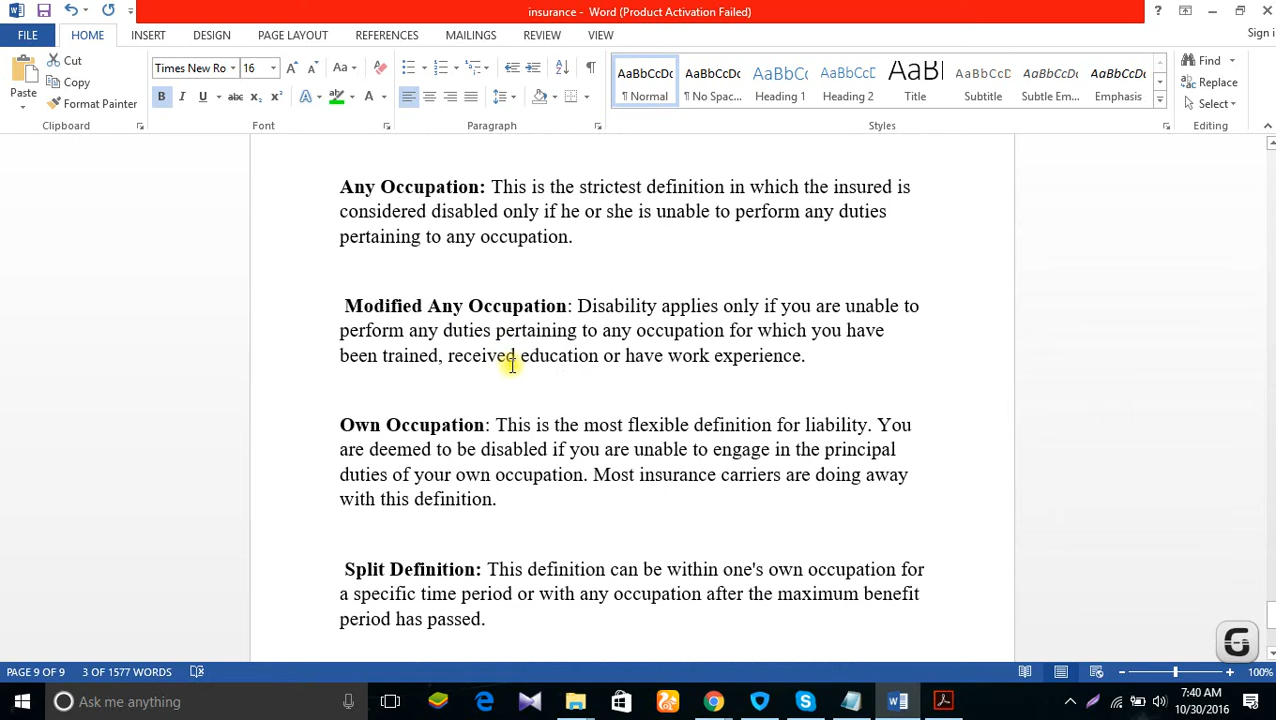 insurance - Word (Product Activation Failed)
FILE HOME INSERT DESIGN PAGE LAYOUT REFERENCES MAILINGS REVIEW VIEW Sign i
Paste Cut Copy Format Painter
Times New Ro 16
AaBbCcDc AaBbCcDc AaBbCc AaBbCc AaBl AaBbCcD AaBbCcDc AaBbCcDc
¶ Normal ¶ No Spac... Heading 1 Heading 2 Title Subtitle Subtle Em... Emphasis
Find Replace Select
Clipboard Font Paragraph Styles Editing
Any Occupation: This is the strictest definition in which the insured is
considered disabled only if he or she is unable to perform any duties
pertaining to any occupation.
Modified Any Occupation: Disability applies only if you are unable to
perform any duties pertaining to any occupation for which you have
been trained, received education or have work experience.
Own Occupation: This is the most flexible definition for liability. You
are deemed to be disabled if you are unable to engage in the principal
duties of your own occupation. Most insurance carriers are doing away
with this definition.
Split Definition: This definition can be within one's own occupation for
a specific time period or with any occupation after the maximum benefit
period has passed.
PAGE 9 OF 9 3 OF 1577 WORDS 100%
Ask me anything 7:40 AM
10/30/2016